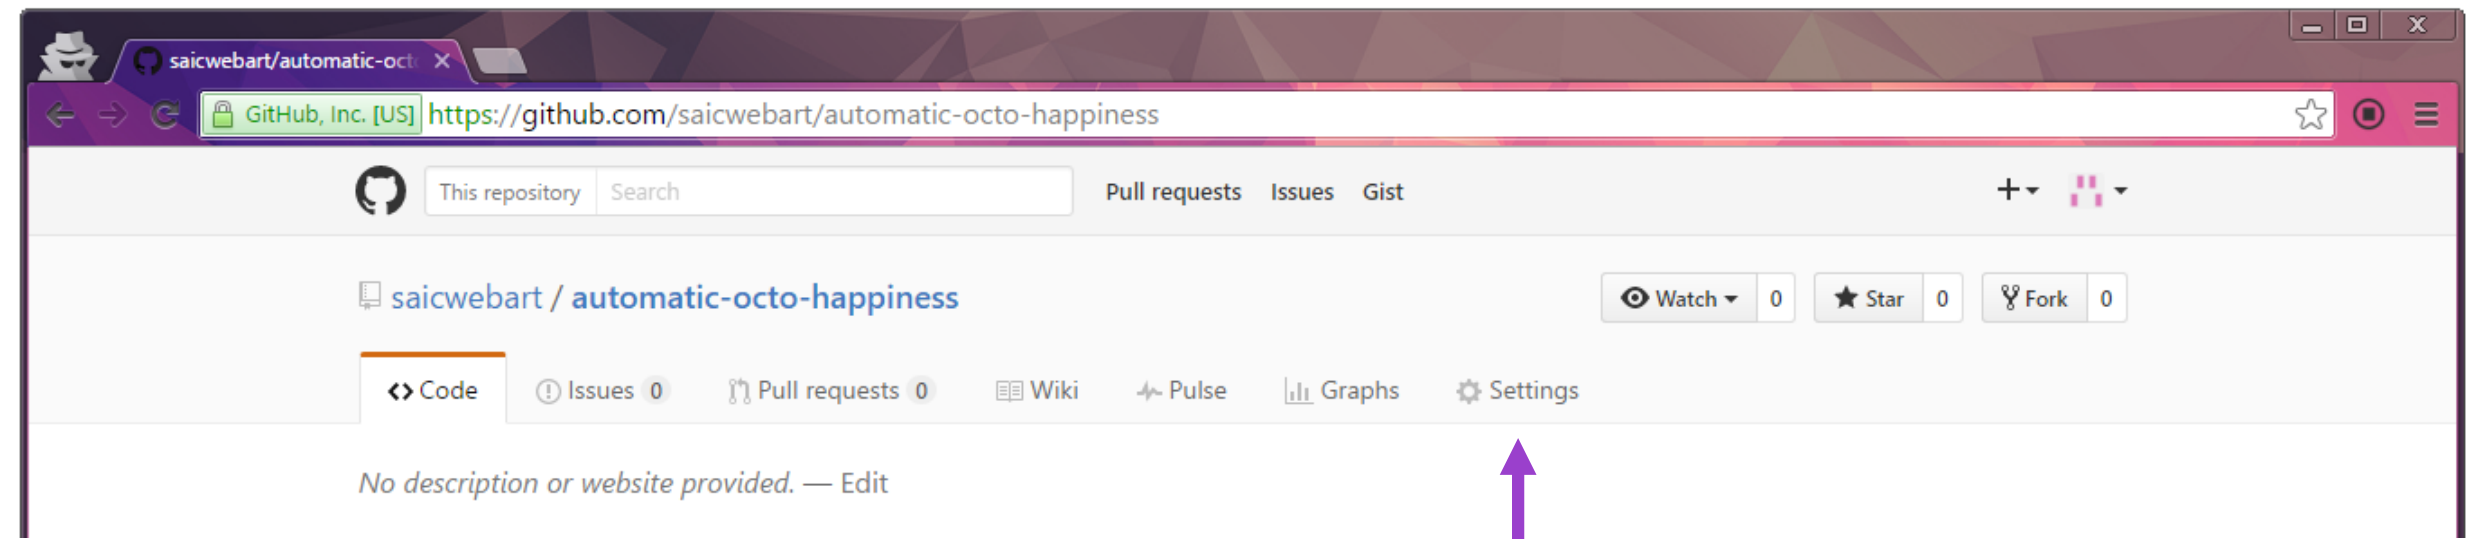 saicwebart/automatic-octo
GitHub, Inc. [US] https://github.com/saicwebart/automatic-octo-happiness
This repository Search Pull requests Issues Gist
saicwebart / automatic-octo-happiness Watch 0 Star 0 Fork 0
Code Issues 0 Pull requests 0 Wiki Pulse Graphs Settings
No description or website provided. — Edit